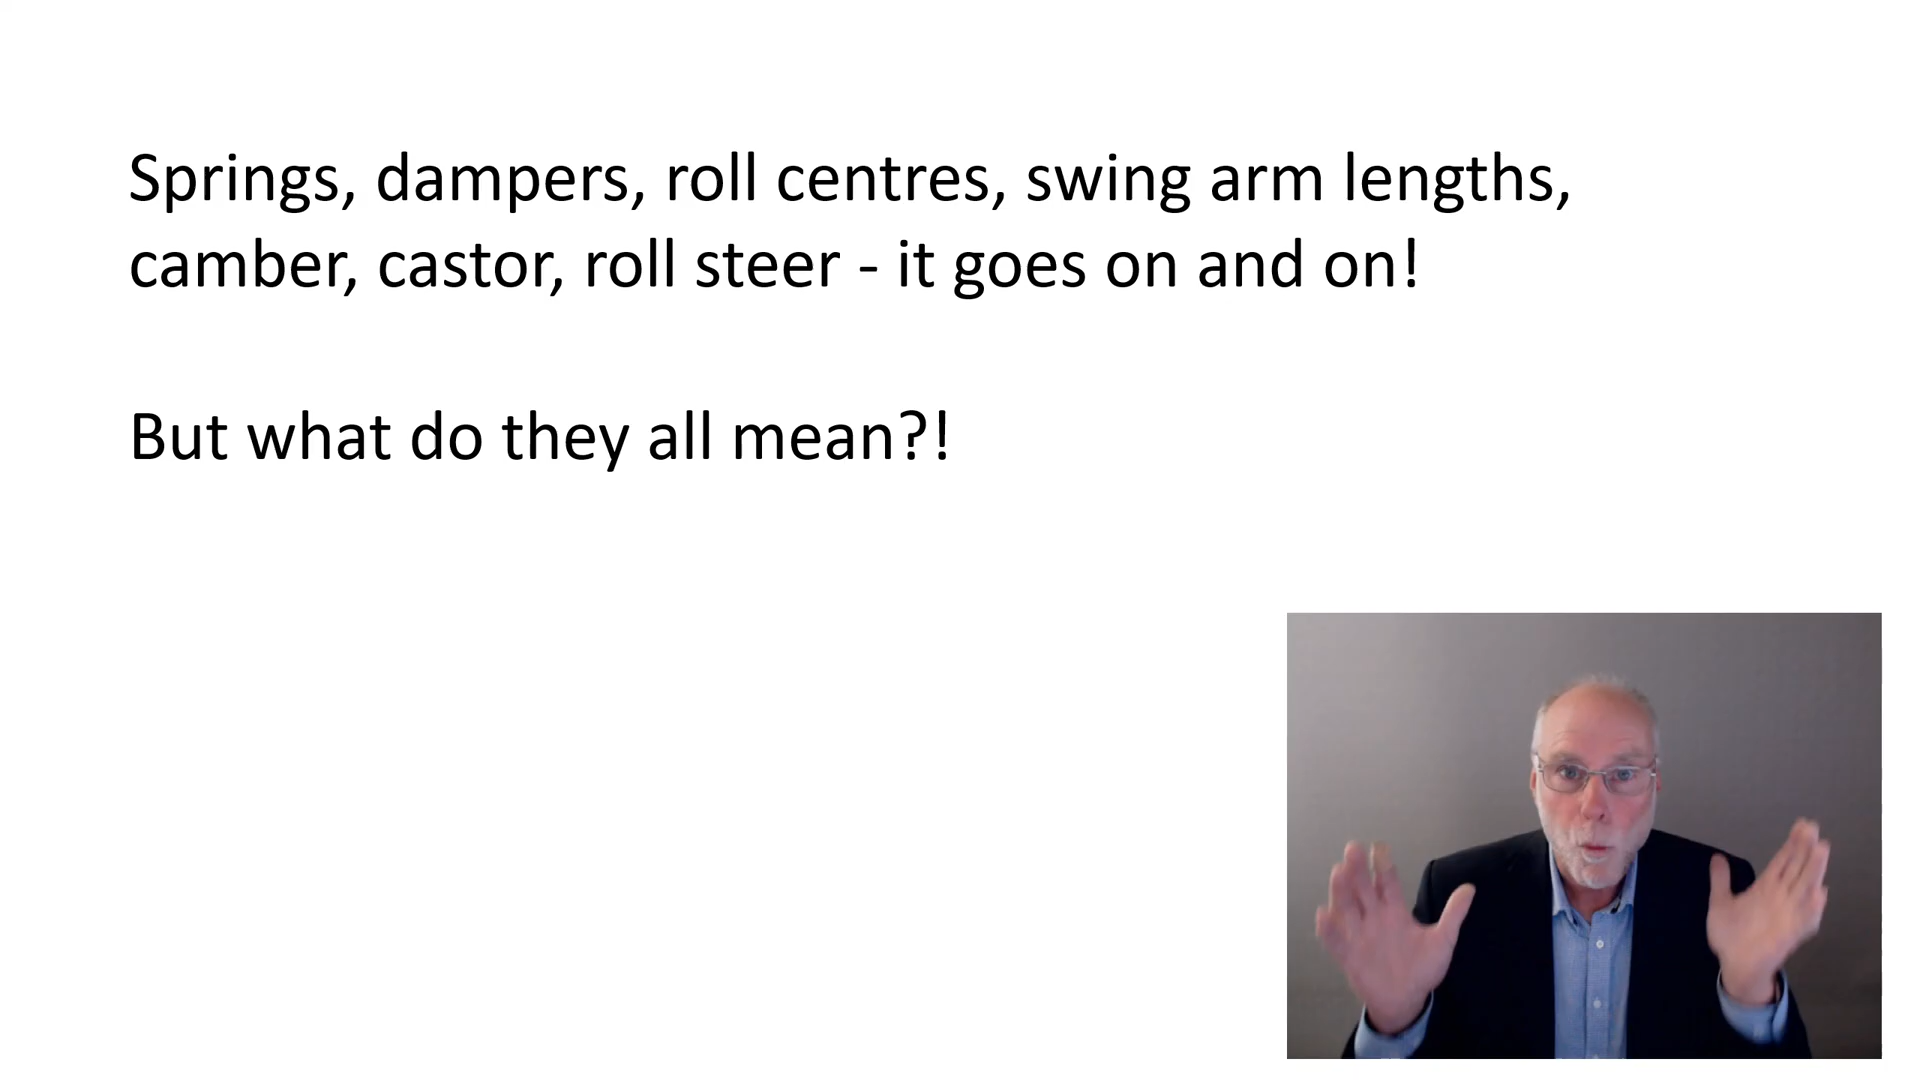 Springs, dampers, roll centres, swing arm lengths,
camber, castor, roll steer - it goes on and on!
But what do they all mean?!